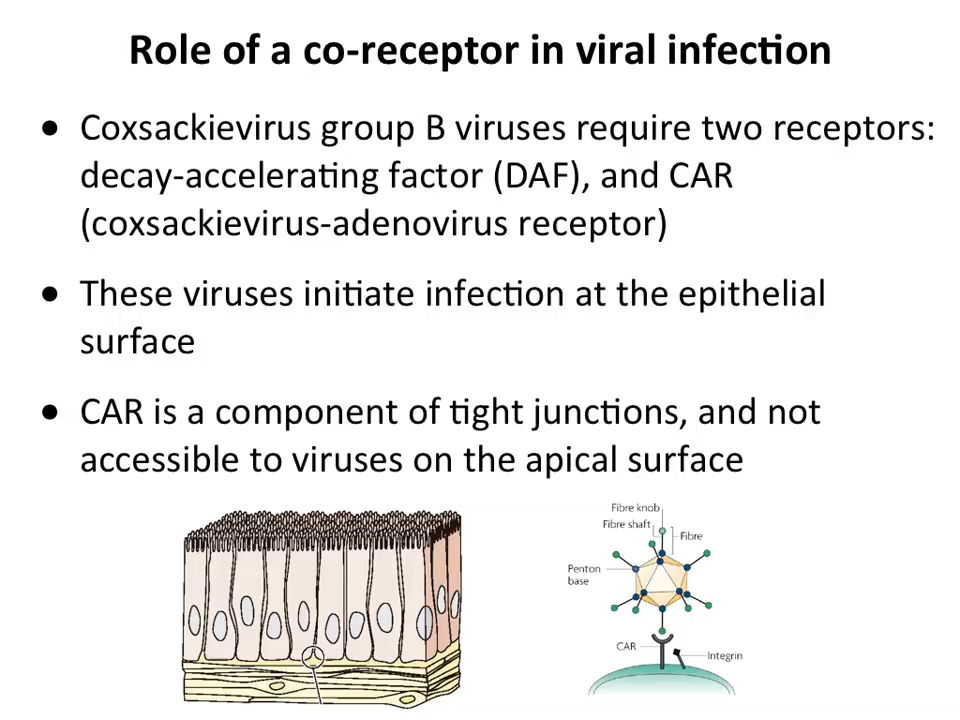 Role of a co-receptor in viral infection
● Coxsackievirus group B viruses require two receptors:
decay-accelerating factor (DAF), and CAR
(coxsackievirus-adenovirus receptor)
● These viruses initiate infection at the epithelial
surface
● CAR is a component of tight junctions, and not
accessible to viruses on the apical surface
Fibre knob
Fibre shaft
Fibre
Penton
base
CAR
Integrin